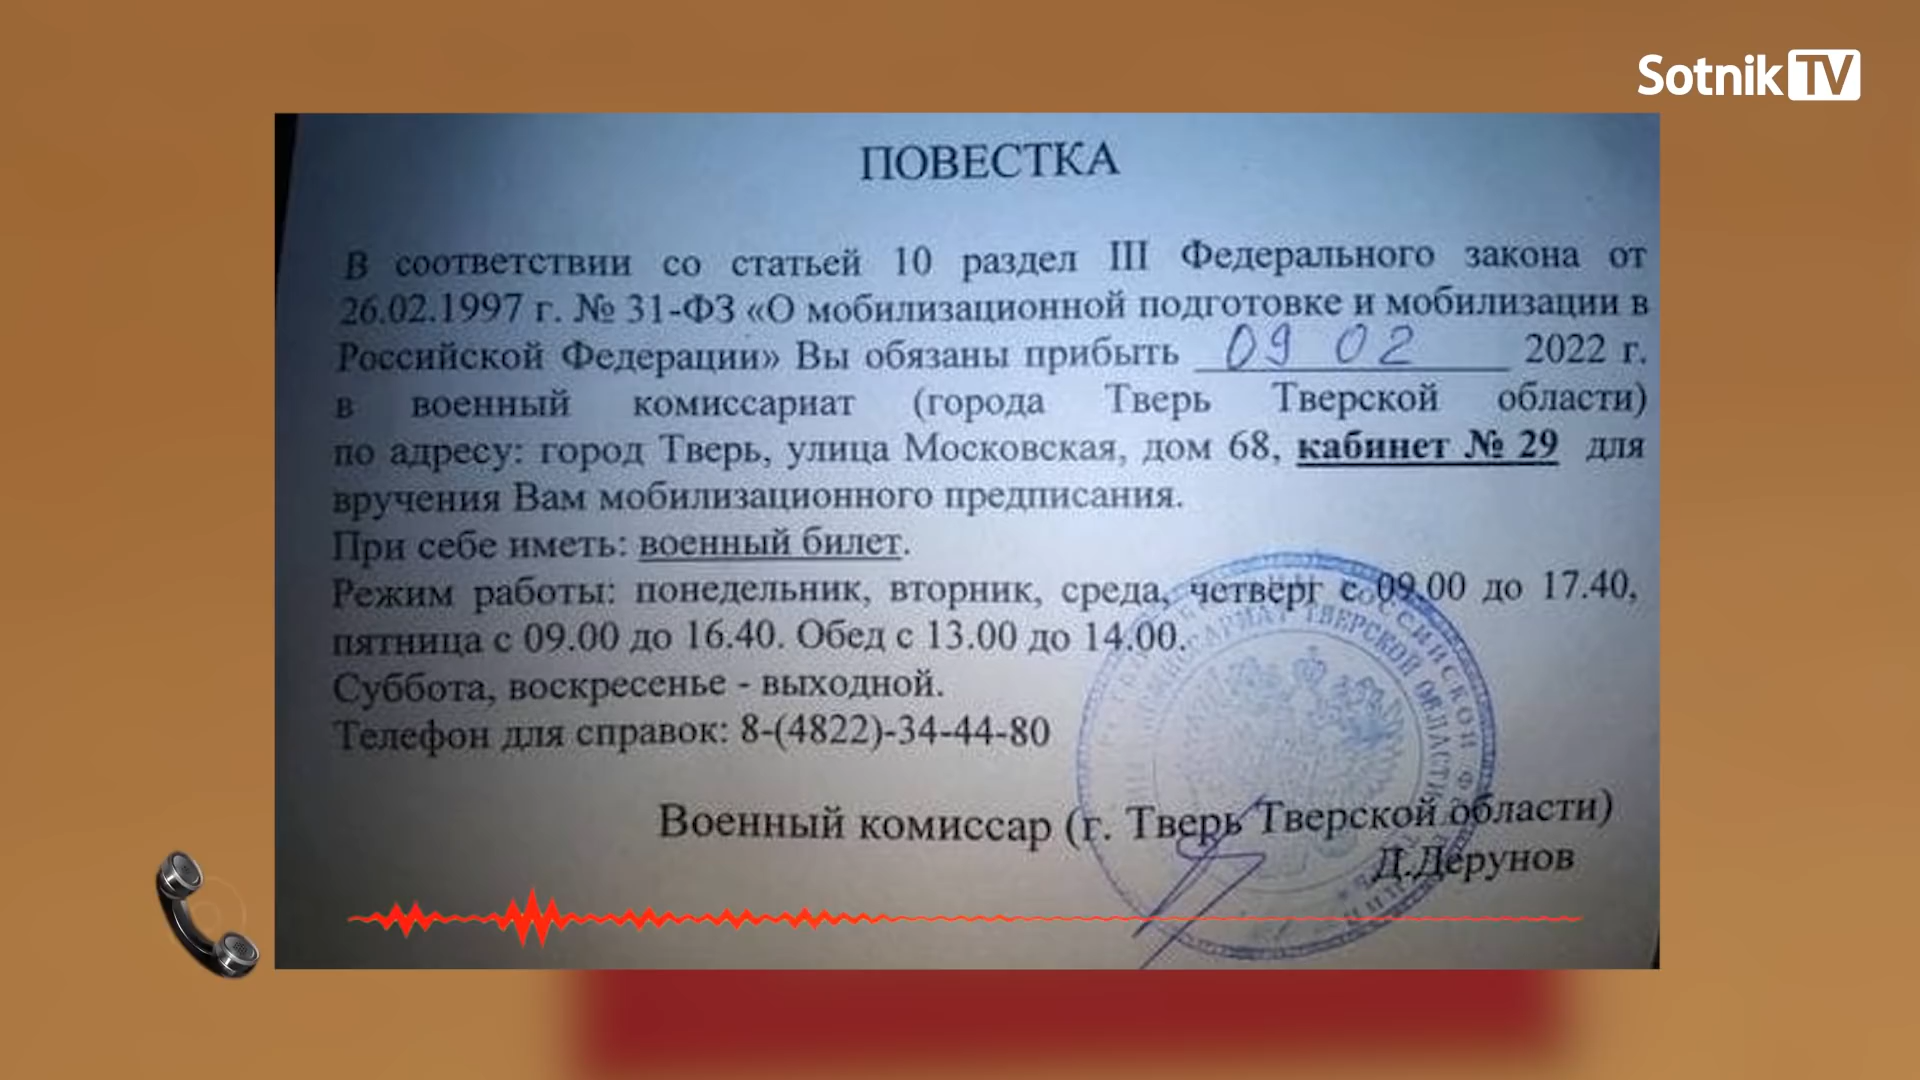 Sotnik TV
ПОВЕСТКА
В соответствии со статьей 10 раздел III Федерального закона от
26.02.1997 г. № 31-ФЗ «О мобилизационной подготовке и мобилизации в
Российской Федерации» Вы обязаны прибыть 09 02 2022 г.
в военный комиссариат (города Тверь Тверской области)
по адресу: город Тверь, улица Московская, дом 68, кабинет № 29 для
вручения Вам мобилизационного предписания.
При себе иметь: военный билет.
Режим работы: понедельник, вторник, среда, четверг с 09.00 до 17.40,
пятница с 09.00 до 16.40. Обед с 13.00 до 14.00.
Суббота, воскресенье - выходной.
Телефон для справок: 8-(4822)-34-44-80
Военный комиссар (г. Тверь Тверской области)
Д.Дерунов
РОССИЙСКОЙ
ТВЕРСКОЙ ОБЛАСТИ